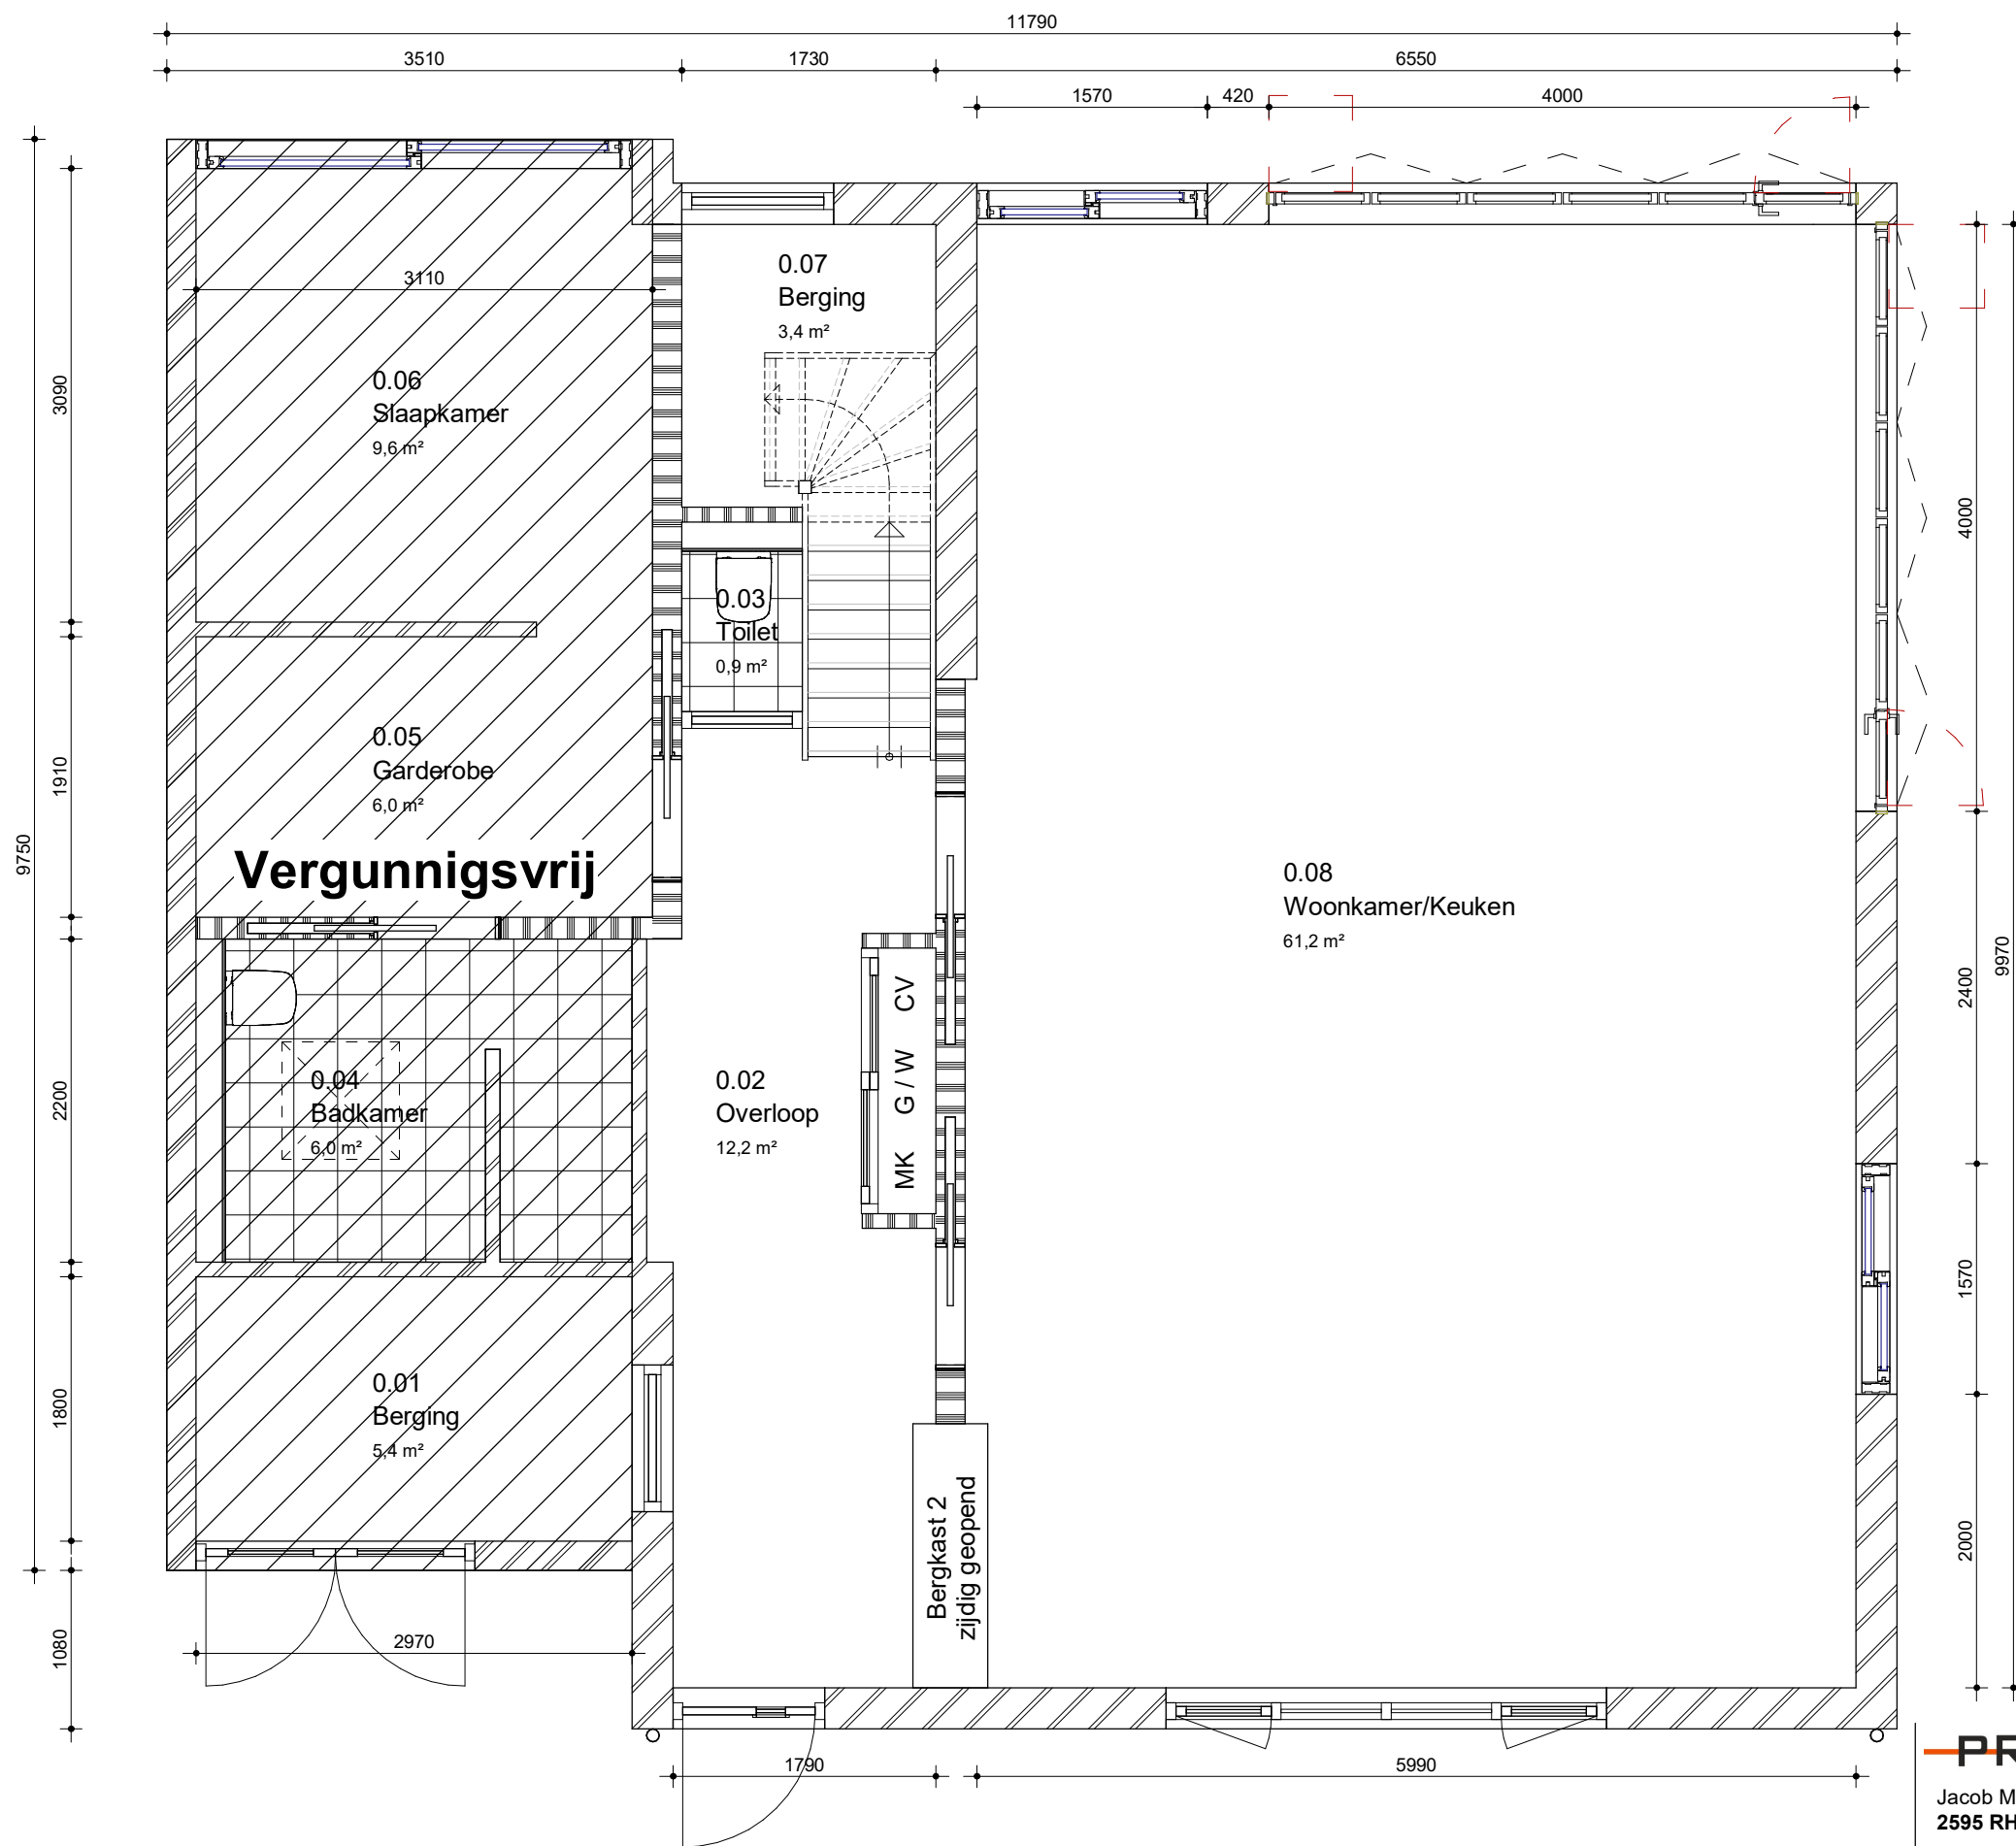 11790
3510
1730
6550
1570
420
4000
3110
0.07
Berging
3,4 m²
3090
0.06
Slaapkamer
9,6 m²
4000
0.03
Toilet
0,9 m²
0.05
Garderobe
6,0 m²
1910
9750
Vergunnigsvrij
0.08
Woonkamer/Keuken
61,2 m²
2400
9970
MK G / W CV
0.04
Badkamer
6,0 m²
2200
0.02
Overloop
12,2 m²
1570
0.01
Berging
5,4 m²
1800
Bergkast 2
zijdig geopend
2000
1080
2970
1790
5990
PR
Jacob M
2595 RH